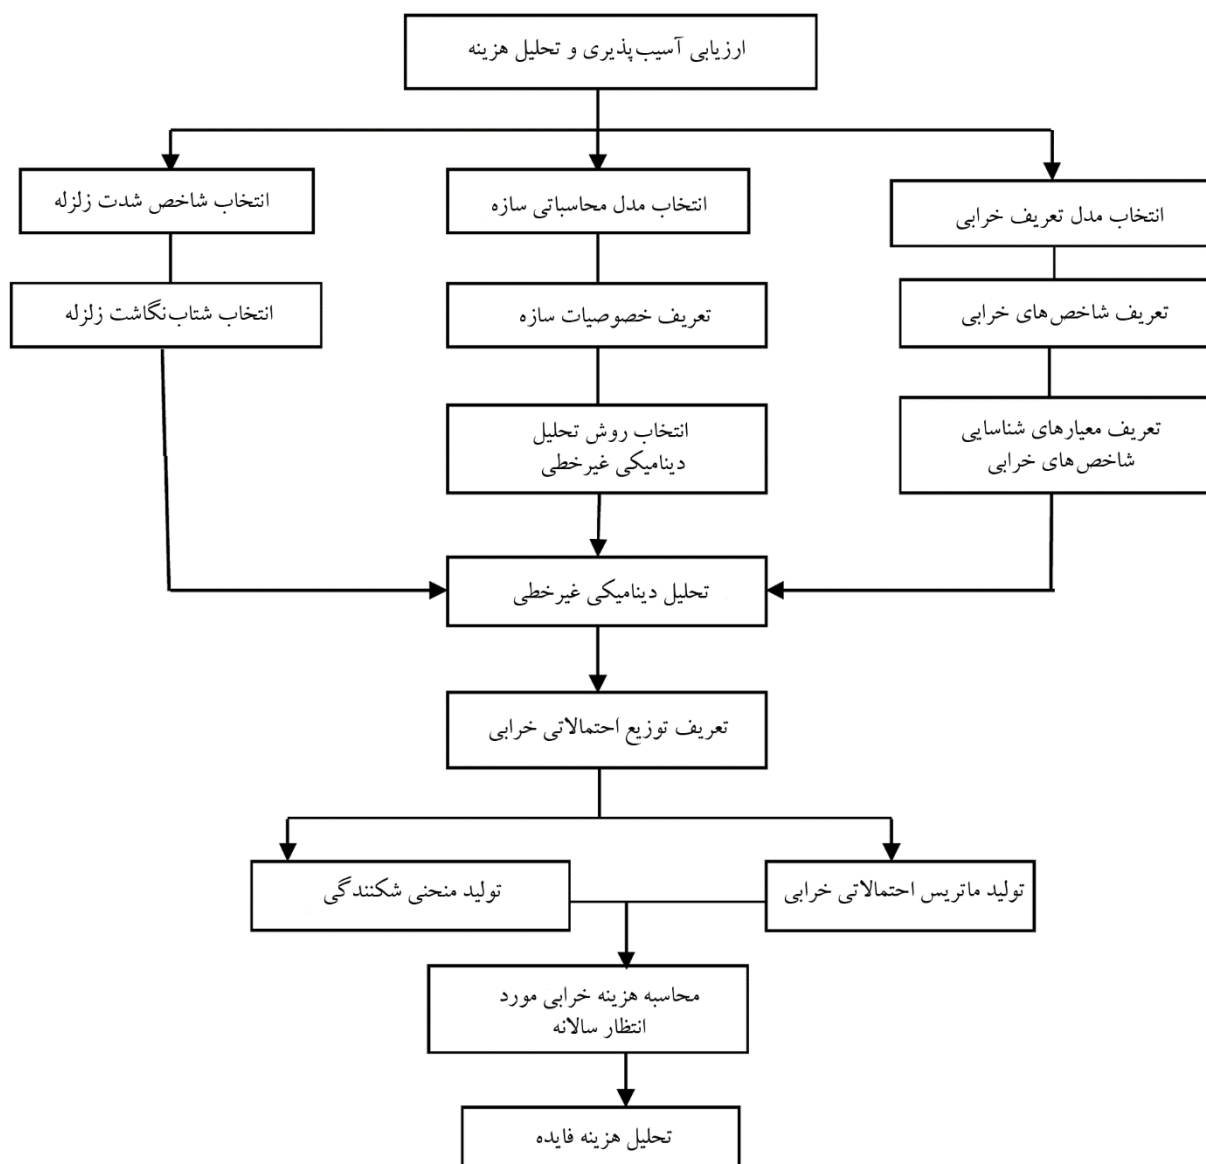 ارزیابی آسیب‌پذیری و تحلیل هزینه
انتخاب مدل تعریف خرابی
انتخاب مدل محاسباتی سازه
انتخاب شاخص شدت زلزله
تعریف شاخص‌های خرابی
تعریف خصوصیات سازه
انتخاب شتاب‌نگاشت زلزله
تعریف معیارهای شناسایی
شاخص‌های خرابی
انتخاب روش تحلیل
دینامیکی غیرخطی
تحلیل دینامیکی غیرخطی
تعریف توزیع احتمالاتی خرابی
تولید ماتریس احتمالاتی خرابی
تولید منحنی شکنندگی
محاسبه هزینه خرابی مورد
انتظار سالانه
تحلیل هزینه فایده